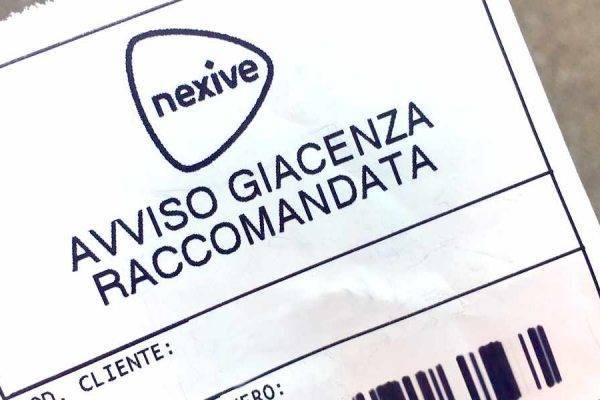 nexive
AVVISO GIACENZA
RACCOMANDATA
CLIENTE: